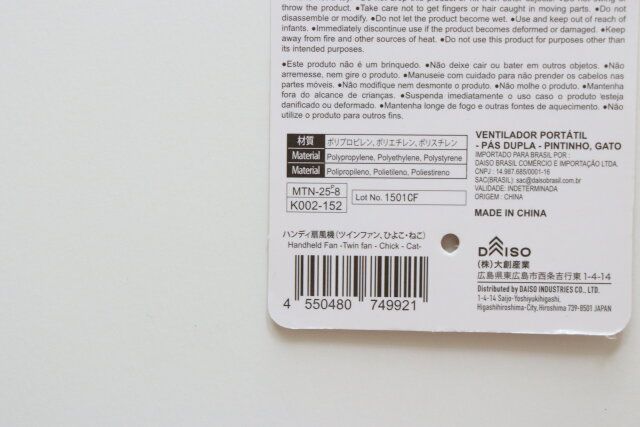 throw the product. ●Take care not to get fingers or hair caught in moving parts. ●Do not
disassemble or modify. ●Do not let the product become wet. ●Use and keep out of reach of
infants. ●Immediately discontinue use if the product becomes deformed or damaged. ●Keep
away from fire and other sources of heat. ●Do not use this product for purposes other than
its intended purposes.
●Este produto não é um brinquedo. ●Não deixe cair ou bater em outros objetos. ●Não
arremesse, nem gire o produto. ●Manuseie com cuidado para não prender os cabelos nas
partes móveis. ●Não modifique nem desmonte o produto. ●Não molhe o produto. ●Mantenha
fora do alcance de crianças. ●Suspenda imediatamente o uso caso o produto esteja
danificado ou deformado. ●Mantenha longe de fogo e outras fontes de aquecimento. ●Não
utilize o produto para outros fins.
材質 ポリプロピレン、ポリエチレン、ポリスチレン
Material Polypropylene, Polyethylene, Polystyrene
Material Polipropileno, Polietileno, Poliestireno
MTN-25-P8
K002-152
Lot No. 1501CF
VENTILADOR PORTÁTIL
- PÁS DUPLA - PINTINHO, GATO
IMPORTADO PARA BRASIL POR :
DAISO BRASIL COMÉRCIO E IMPORTAÇÃO LTDA.
CNPJ : 14.987.685/0001-16
SAC(BRASIL): sac@daisobrasil.com.br
VALIDADE: INDETERMINADA
ORIGEM : CHINA
MADE IN CHINA
ハンディ扇風機(ツインファン、ひよこ・ねこ)
Handheld Fan -Twin fan - Chick - Cat-
4 550480 749921
DAISO
(株)大創産業
広島県東広島市西条吉行東1-4-14
Distributed by DAISO INDUSTRIES CO., LTD.
1-4-14 Saijo-Yoshiyukihigashi,
Higashihiroshima-City, Hiroshima 739-8501 JAPAN